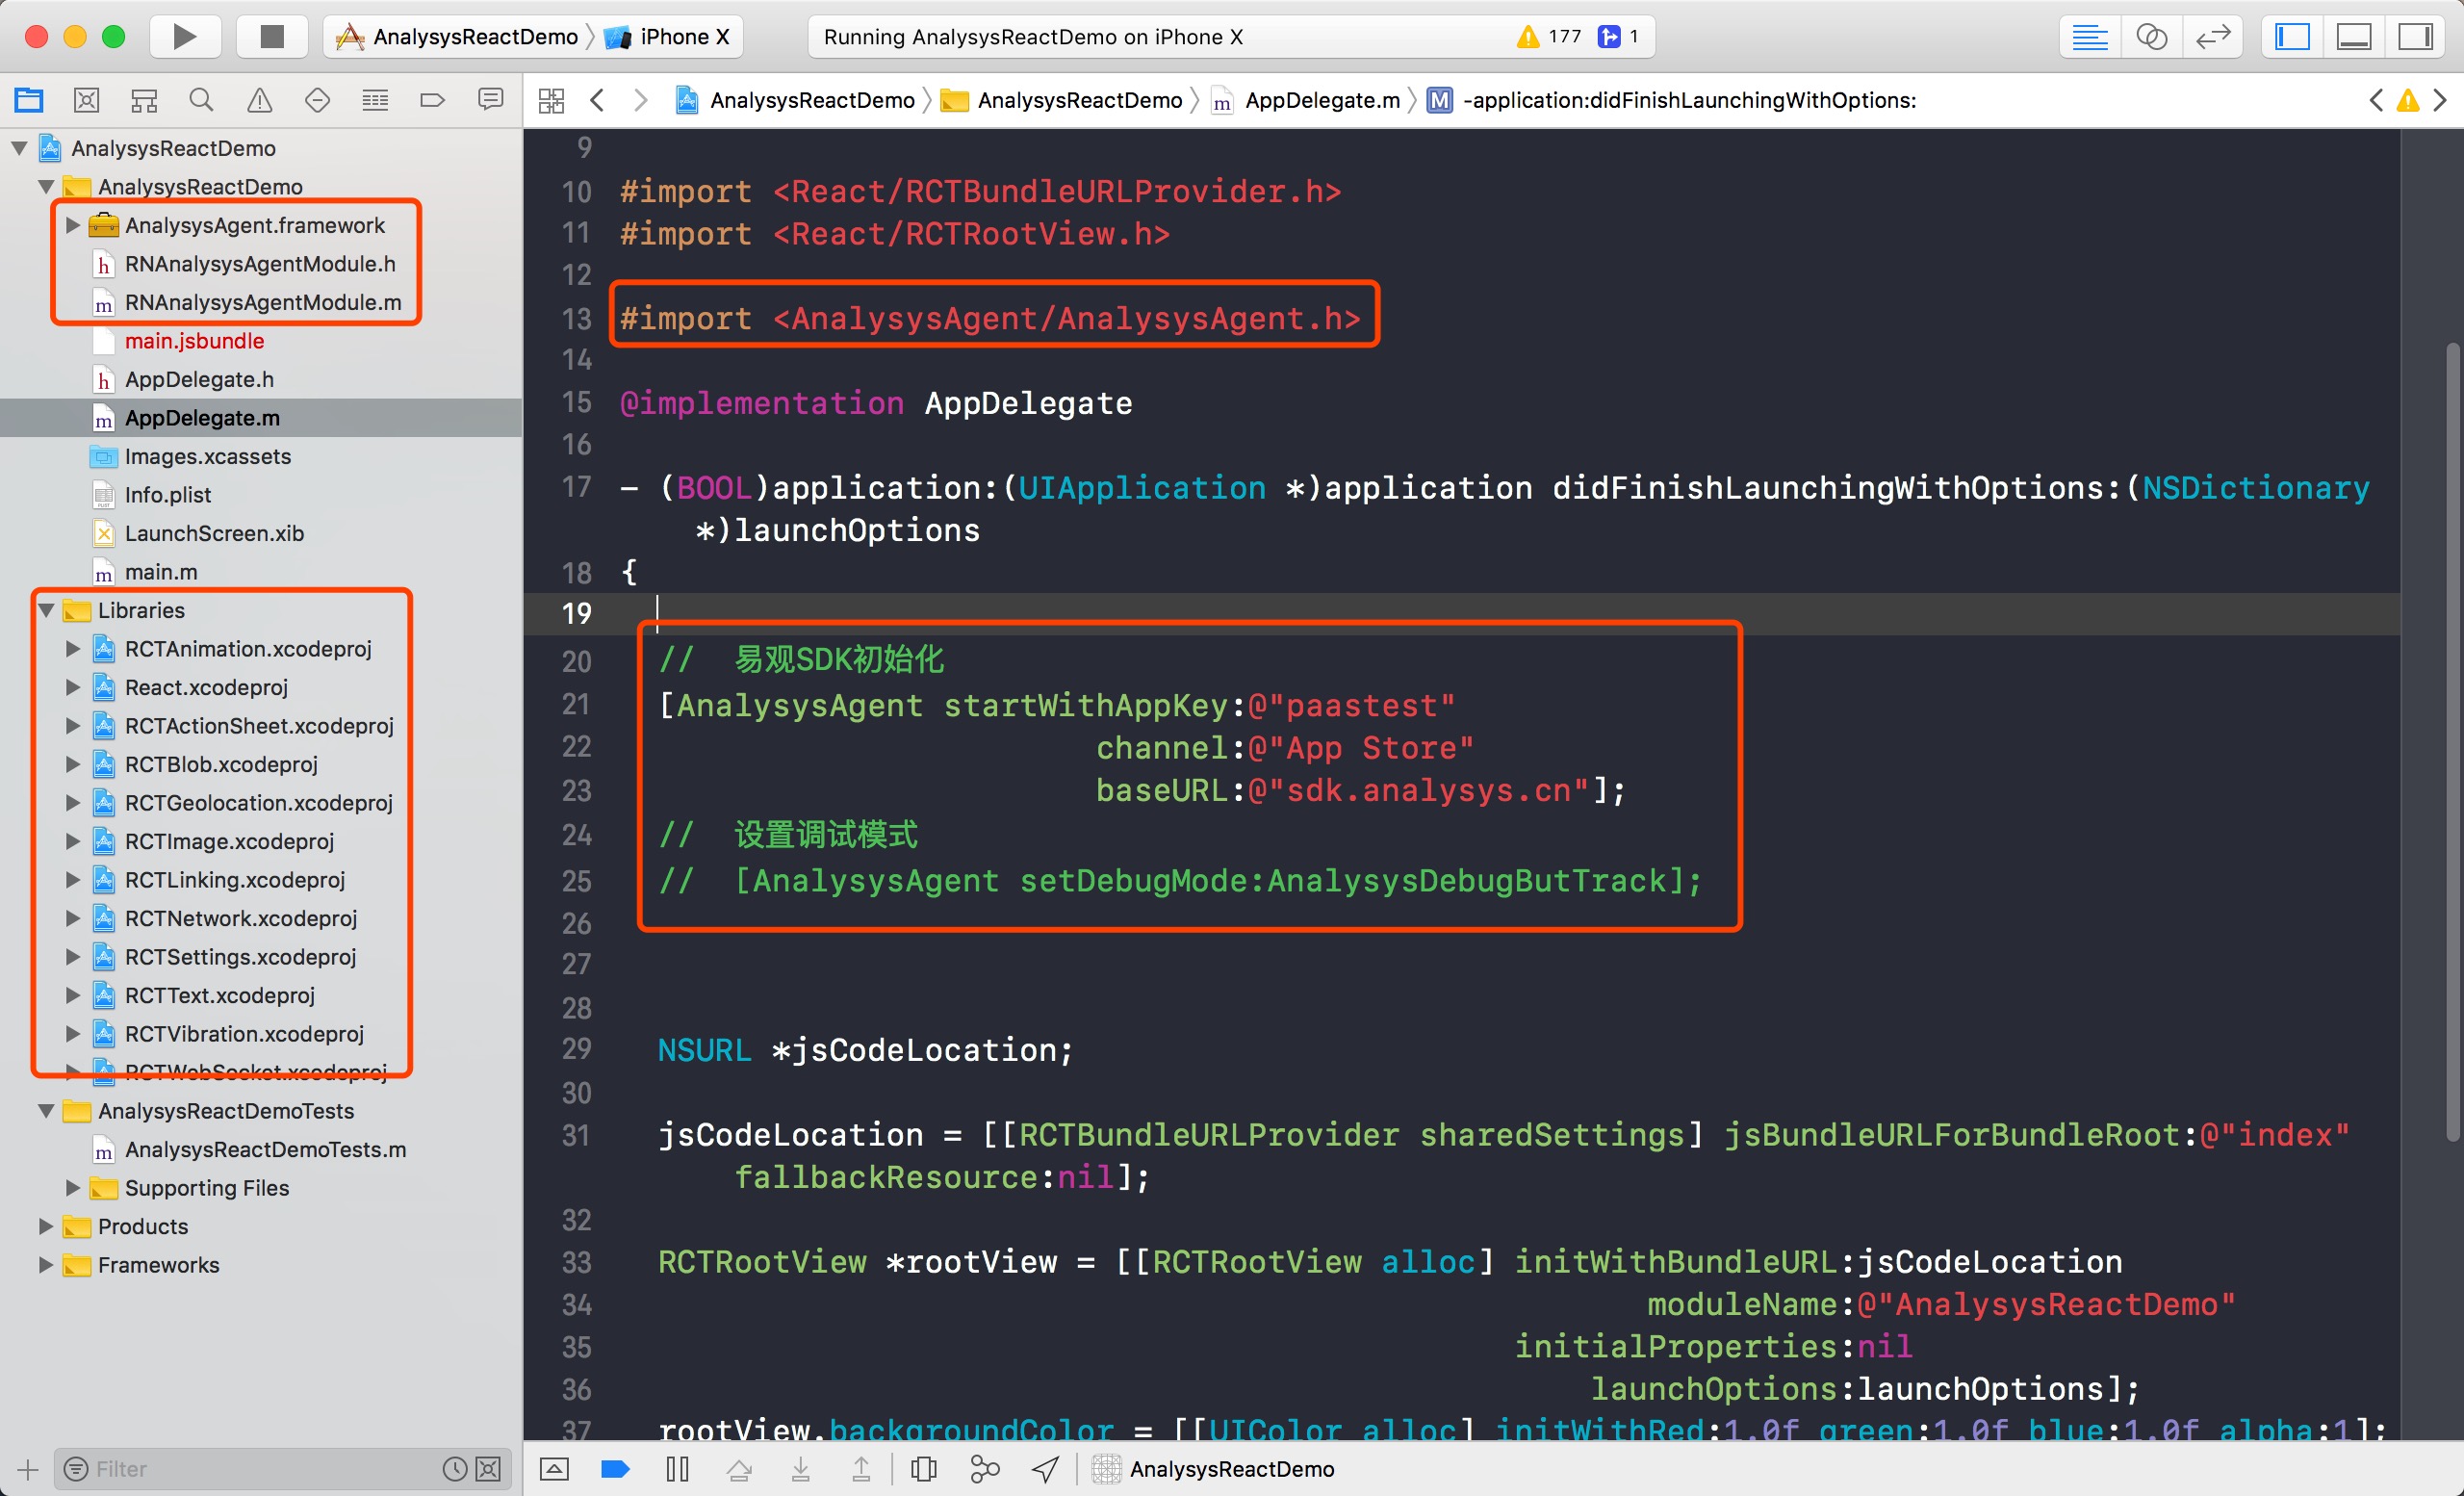 AnalysysReactDemo iPhone X
Running AnalysysReactDemo on iPhone X 177 1
AnalysysReactDemo AnalysysReactDemo AppDelegate.m M -application:didFinishLaunchingWithOptions:
AnalysysReactDemo
AnalysysReactDemo
AnalysysAgent.framework
h RNAnalysysAgentModule.h
m RNAnalysysAgentModule.m
main.jsbundle
h AppDelegate.h
m AppDelegate.m
Images.xcassets
Info.plist
LaunchScreen.xib
m main.m
Libraries
RCTAnimation.xcodeproj
React.xcodeproj
RCTActionSheet.xcodeproj
RCTBlob.xcodeproj
RCTGeolocation.xcodeproj
RCTImage.xcodeproj
RCTLinking.xcodeproj
RCTNetwork.xcodeproj
RCTSettings.xcodeproj
RCTText.xcodeproj
RCTVibration.xcodeproj
RCTWebSocket.xcodeproj
AnalysysReactDemoTests
m AnalysysReactDemoTests.m
Supporting Files
Products
Frameworks
Filter
9
10 #import <React/RCTBundleURLProvider.h>
11 #import <React/RCTRootView.h>
12
13 #import <AnalysysAgent/AnalysysAgent.h>
14
15 @implementation AppDelegate
16
17 - (BOOL)application:(UIApplication *)application didFinishLaunchingWithOptions:(NSDictionary
*)launchOptions
18 {
19
20 // 易观SDK初始化
21 [AnalysysAgent startWithAppKey:@"paastest"
22 channel:@"App Store"
23 baseURL:@"sdk.analysys.cn"];
24 // 设置调试模式
25 // [AnalysysAgent setDebugMode:AnalysysDebugButTrack];
26
27
28
29 NSURL *jsCodeLocation;
30
31 jsCodeLocation = [[RCTBundleURLProvider sharedSettings] jsBundleURLForBundleRoot:@"index"
fallbackResource:nil];
32
33 RCTRootView *rootView = [[RCTRootView alloc] initWithBundleURL:jsCodeLocation
34 moduleName:@"AnalysysReactDemo"
35 initialProperties:nil
36 launchOptions:launchOptions];
37 rootView.backgroundColor = [[UIColor alloc] initWithRed:1.0f green:1.0f blue:1.0f alpha:1];
AnalysysReactDemo